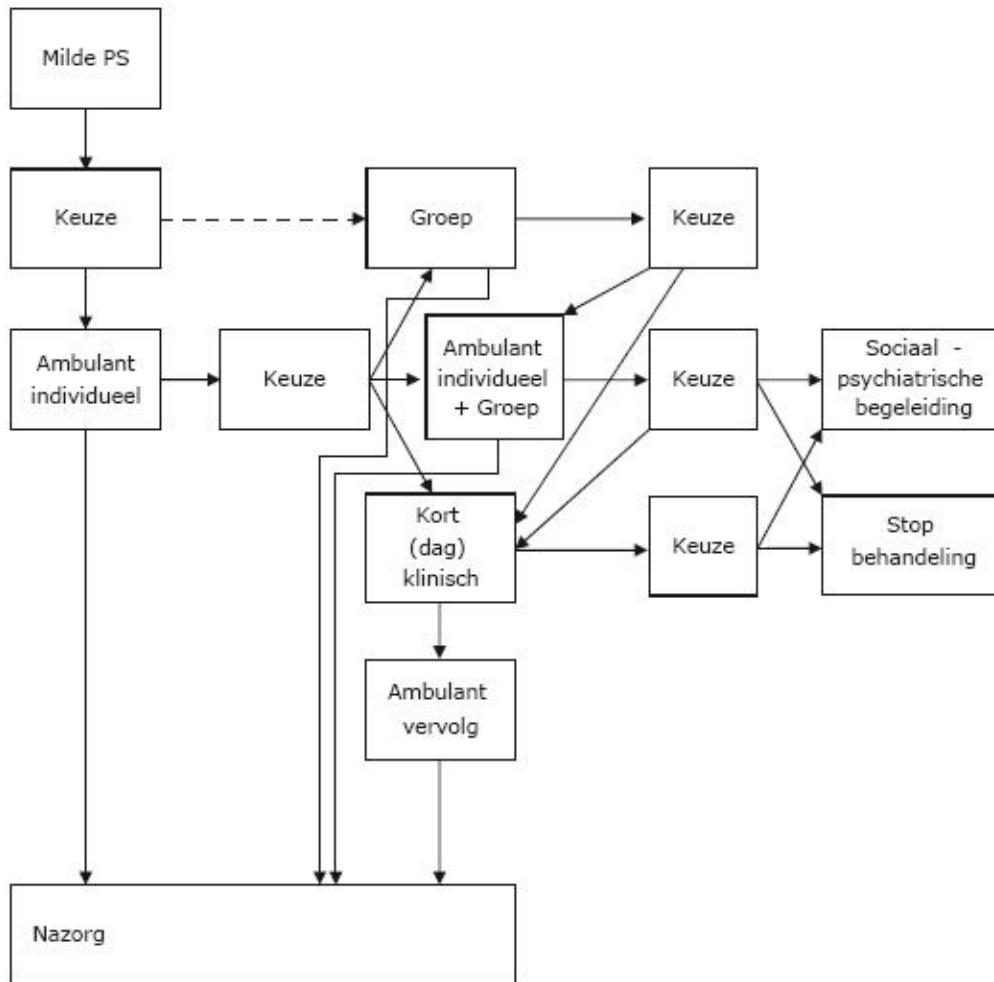 Milde PS
Keuze
Groep
Keuze
Ambulant
individueel
Keuze
Ambulant
individueel
+ Groep
Keuze
Sociaal -
psychiatrische
begeleiding
Kort
(dag)
klinisch
Keuze
Stop
behandeling
Ambulant
vervolg
Nazorg